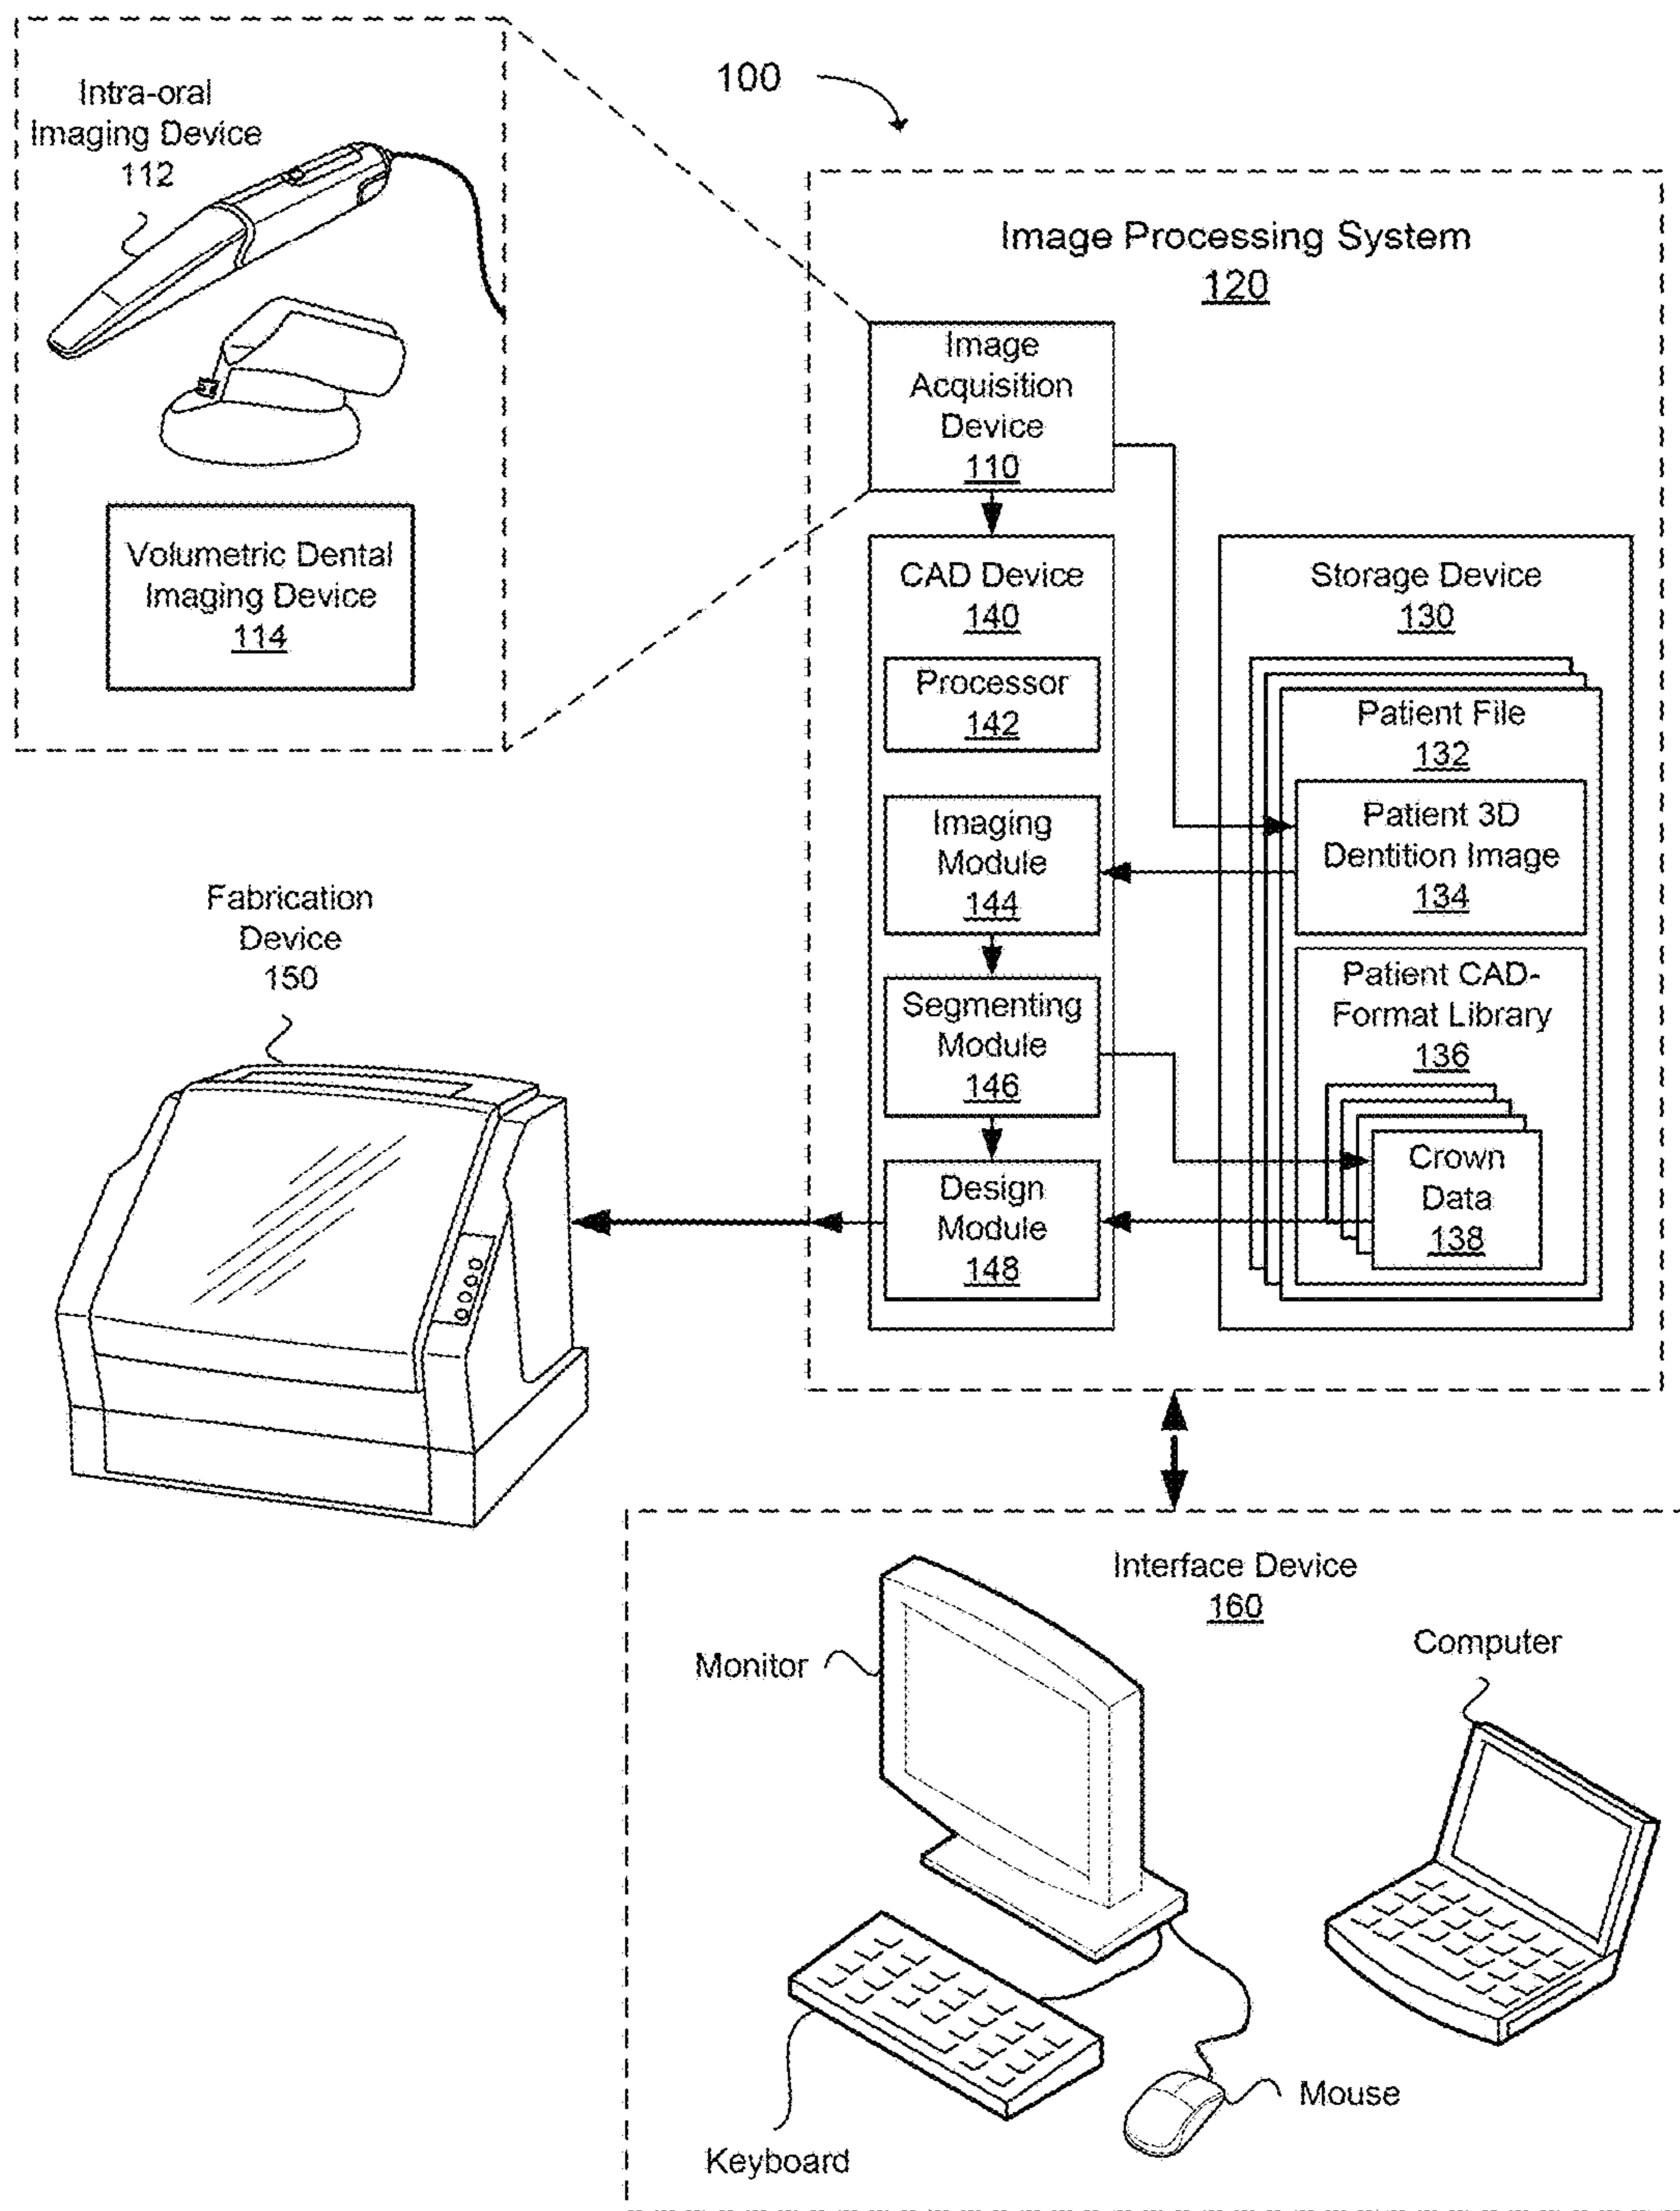 100
Intra-oral
Imaging Device
112
Volumetric Dental
Imaging Device
114
Image Processing System
120
Image
Acquisition
Device
110
CAD Device
140
Processor
142
Imaging
Module
144
Segmenting
Module
146
Design
Module
148
Storage Device
130
Patient File
132
Patient 3D
Dentition Image
134
Patient CAD-
Format Library
136
Crown
Data
138
Fabrication
Device
150
Interface Device
160
Monitor
Computer
Mouse
Keyboard